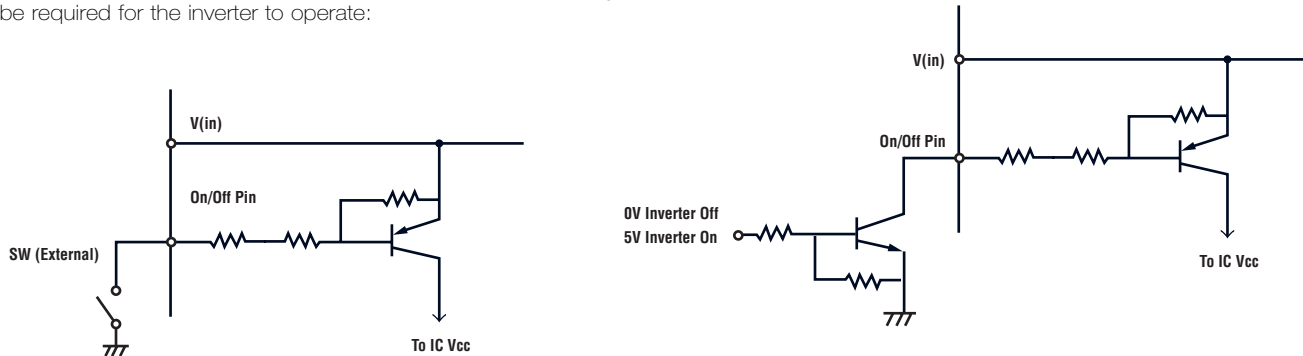 be required for the inverter to operate:
V(in)
On/Off Pin
SW (External)
To IC Vcc
V(in)
On/Off Pin
0V Inverter Off
5V Inverter On
To IC Vcc